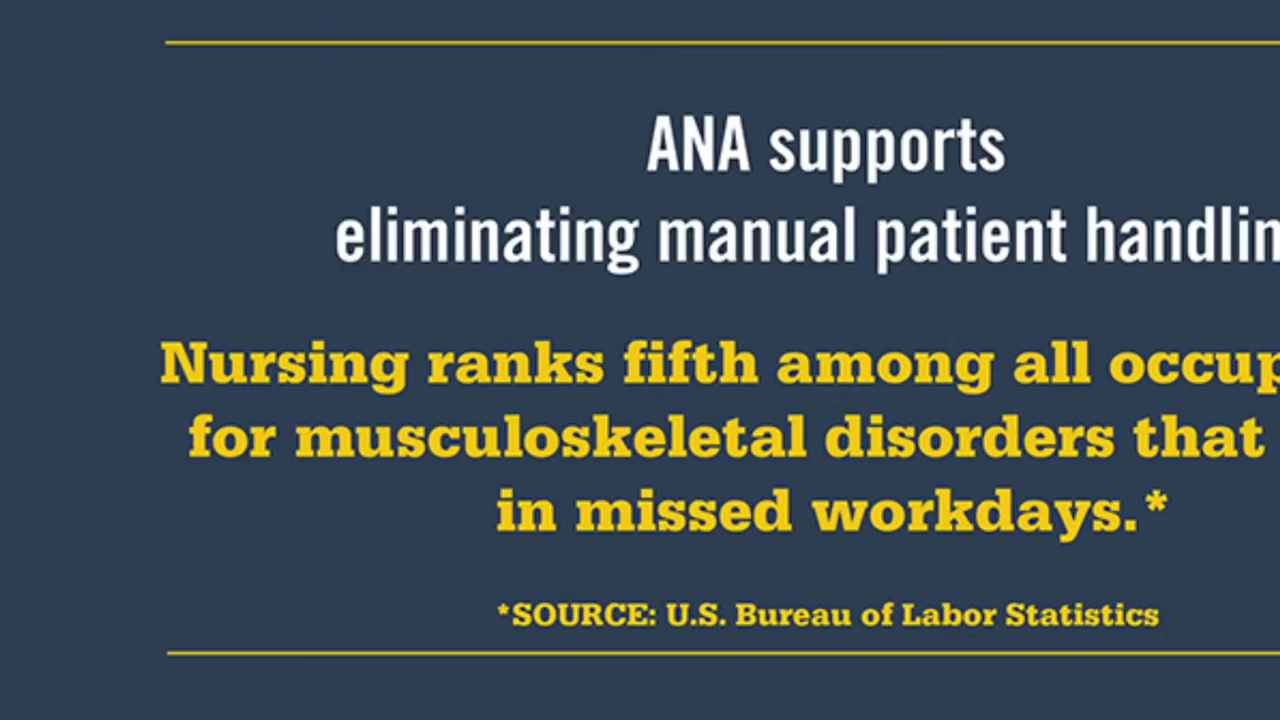 ANA supports
eliminating manual patient handlin
Nursing ranks fifth among all occup
for musculoskeletal disorders that
in missed workdays.*
*SOURCE: U.S. Bureau of Labor Statistics